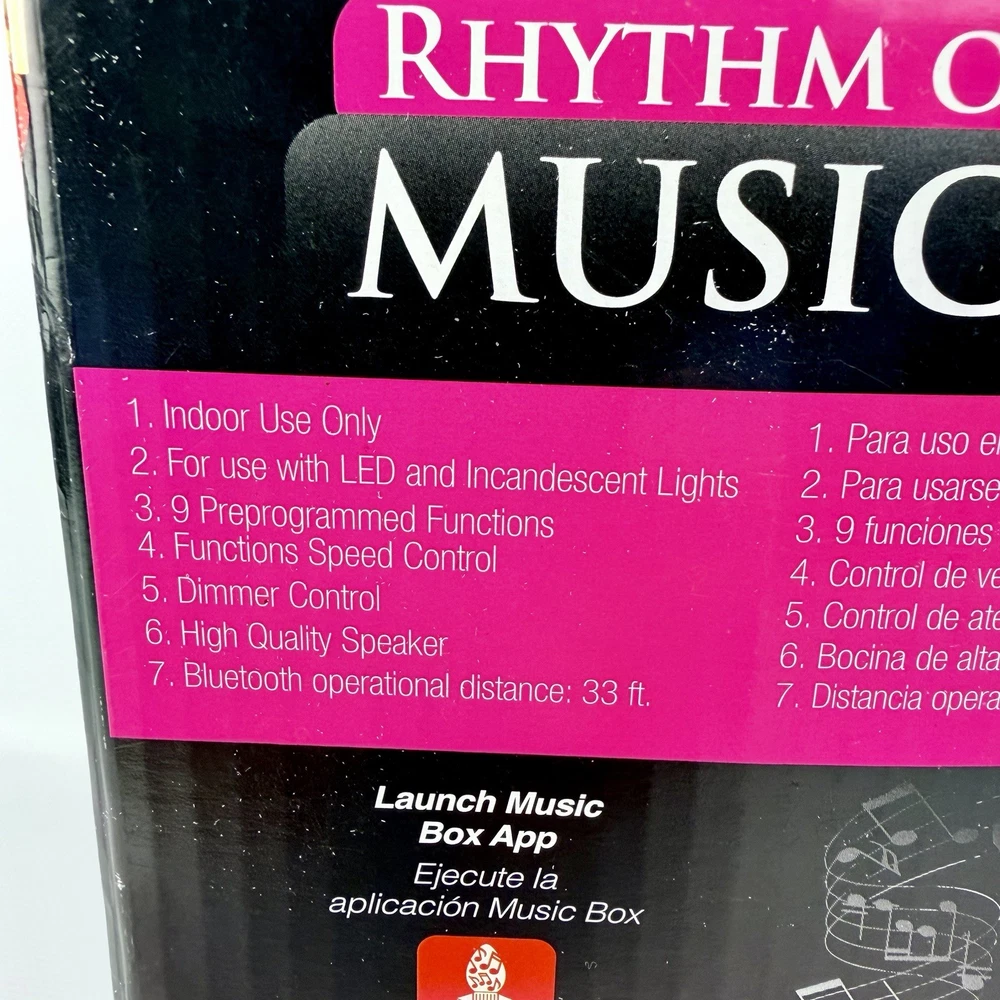 RHYTHM
MUSIC
1. Indoor Use Only
2. For use with LED and Incandescent Lights
3. 9 Preprogrammed Functions
4. Functions Speed Control
5. Dimmer Control
6. High Quality Speaker
7. Bluetooth operational distance: 33 ft.
1. Para uso
2. Para usarse
3. 9 funciones
4. Control de
5. Control de
6. Bocina de alta
7. Distancia
Launch Music
Box App
Ejecute la
aplicación Music Box